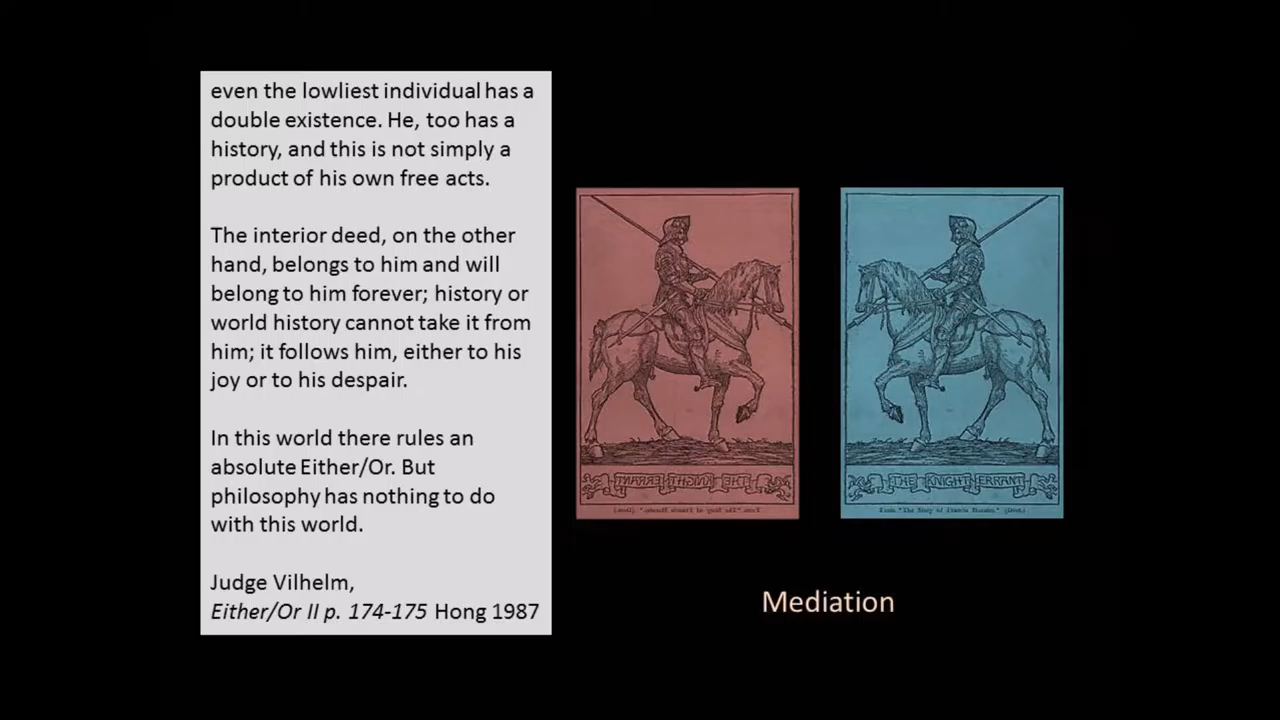 even the lowliest individual has a
double existence. He, too has a
history, and this is not simply a
product of his own free acts.
The interior deed, on the other
hand, belongs to him and will
belong to him forever; history or
world history cannot take it from
him; it follows him, either to his
joy or to his despair.
In this world there rules an
absolute Either/Or. But
philosophy has nothing to do
with this world.
Judge Vilhelm,
Either/Or II p. 174-175 Hong 1987
THE KNIGHT ERRANT
THE KNIGHT ERRANT
Mediation